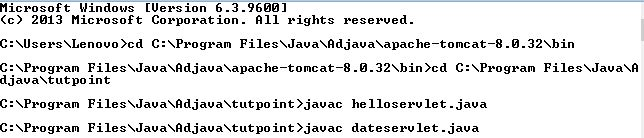 Microsoft Windows [Version 6.3.9600]
(c) 2013 Microsoft Corporation. All rights reserved.
C:\Users\Lenovo>cd C:\Program Files\Java\Adjava\apache-tomcat-8.0.32\bin
C:\Program Files\Java\Adjava\apache-tomcat-8.0.32\bin>cd C:\Program Files\Java\A
djava\tutpoint
C:\Program Files\Java\Adjava\tutpoint>javac helloservlet.java
C:\Program Files\Java\Adjava\tutpoint>javac dateservlet.java